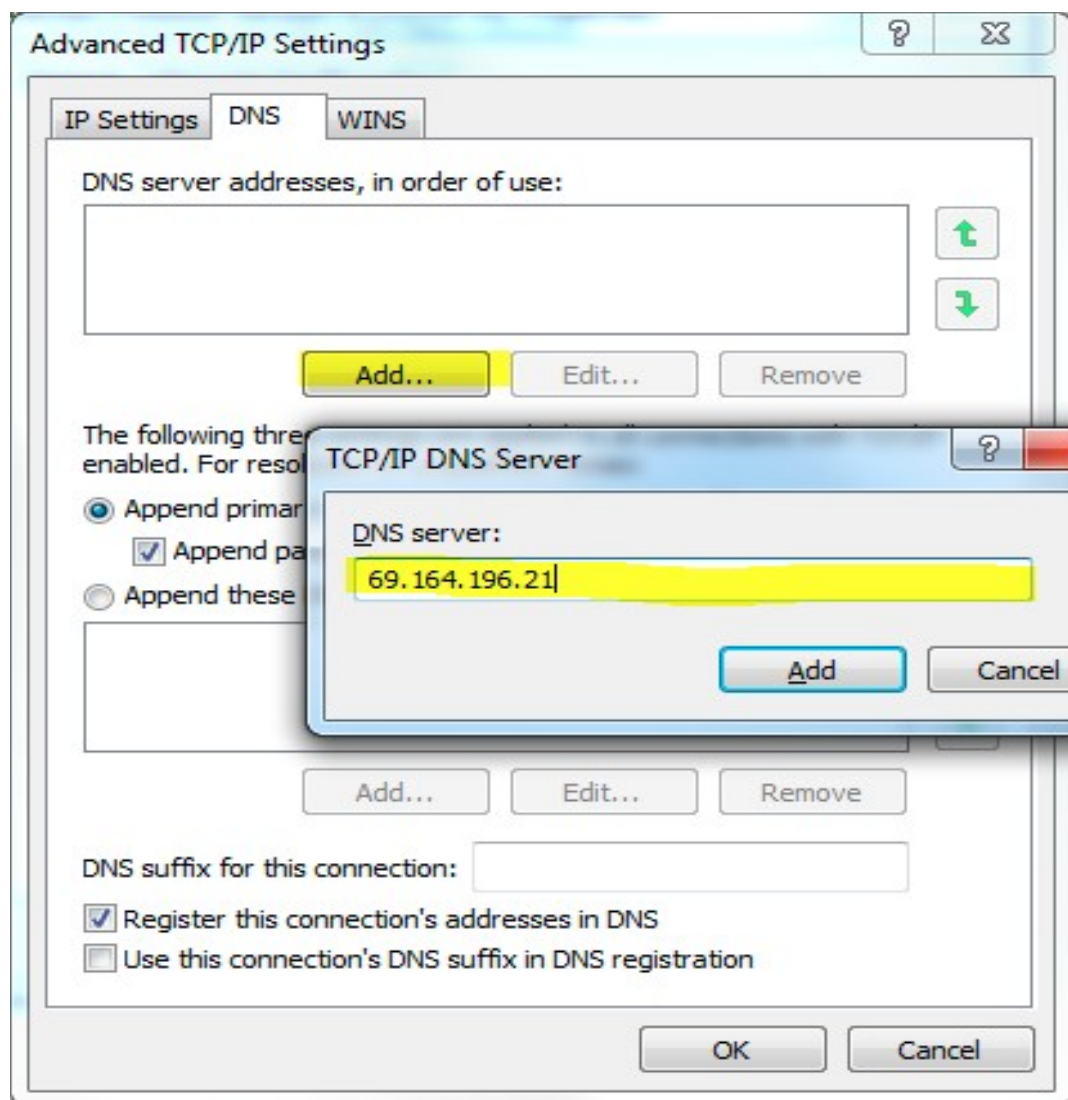 Advanced TCP/IP Settings
IP Settings DNS WINS
DNS server addresses, in order of use:
Add... Edit... Remove
The following thre
enabled. For resol
TCP/IP DNS Server
Append primar
DNS server:
Append pa
69.164.196.21
Append these
Add Cancel
Add... Edit... Remove
DNS suffix for this connection:
Register this connection's addresses in DNS
Use this connection's DNS suffix in DNS registration
OK Cancel